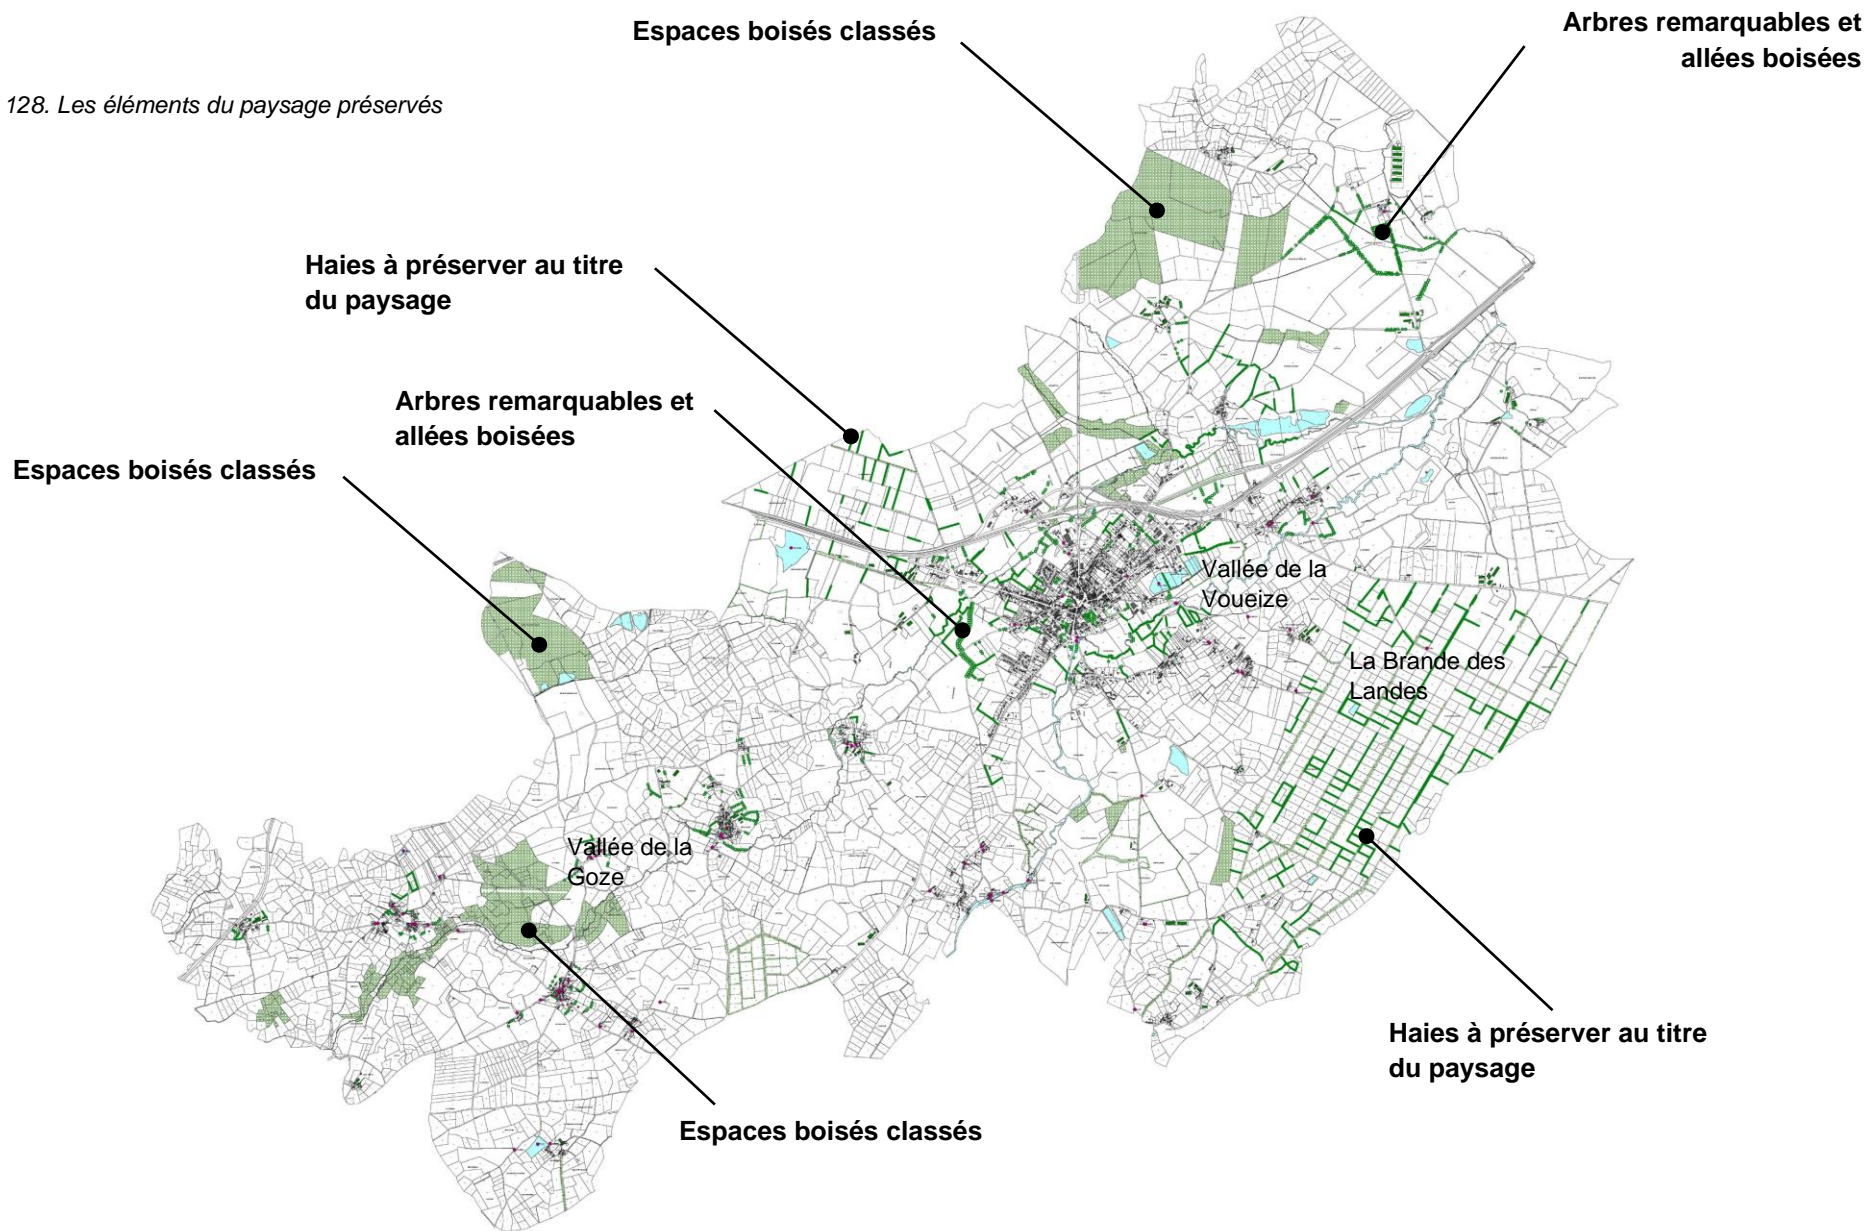 Espaces boisés classés
Arbres remarquables et
allées boisées
128. Les éléments du paysage préservés
Haies à préserver au titre
du paysage
Arbres remarquables et
allées boisées
Espaces boisés classés
Vallée de la
Voueize
La Brande des
Landes
Vallée de la
Goze
Haies à préserver au titre
du paysage
Espaces boisés classés